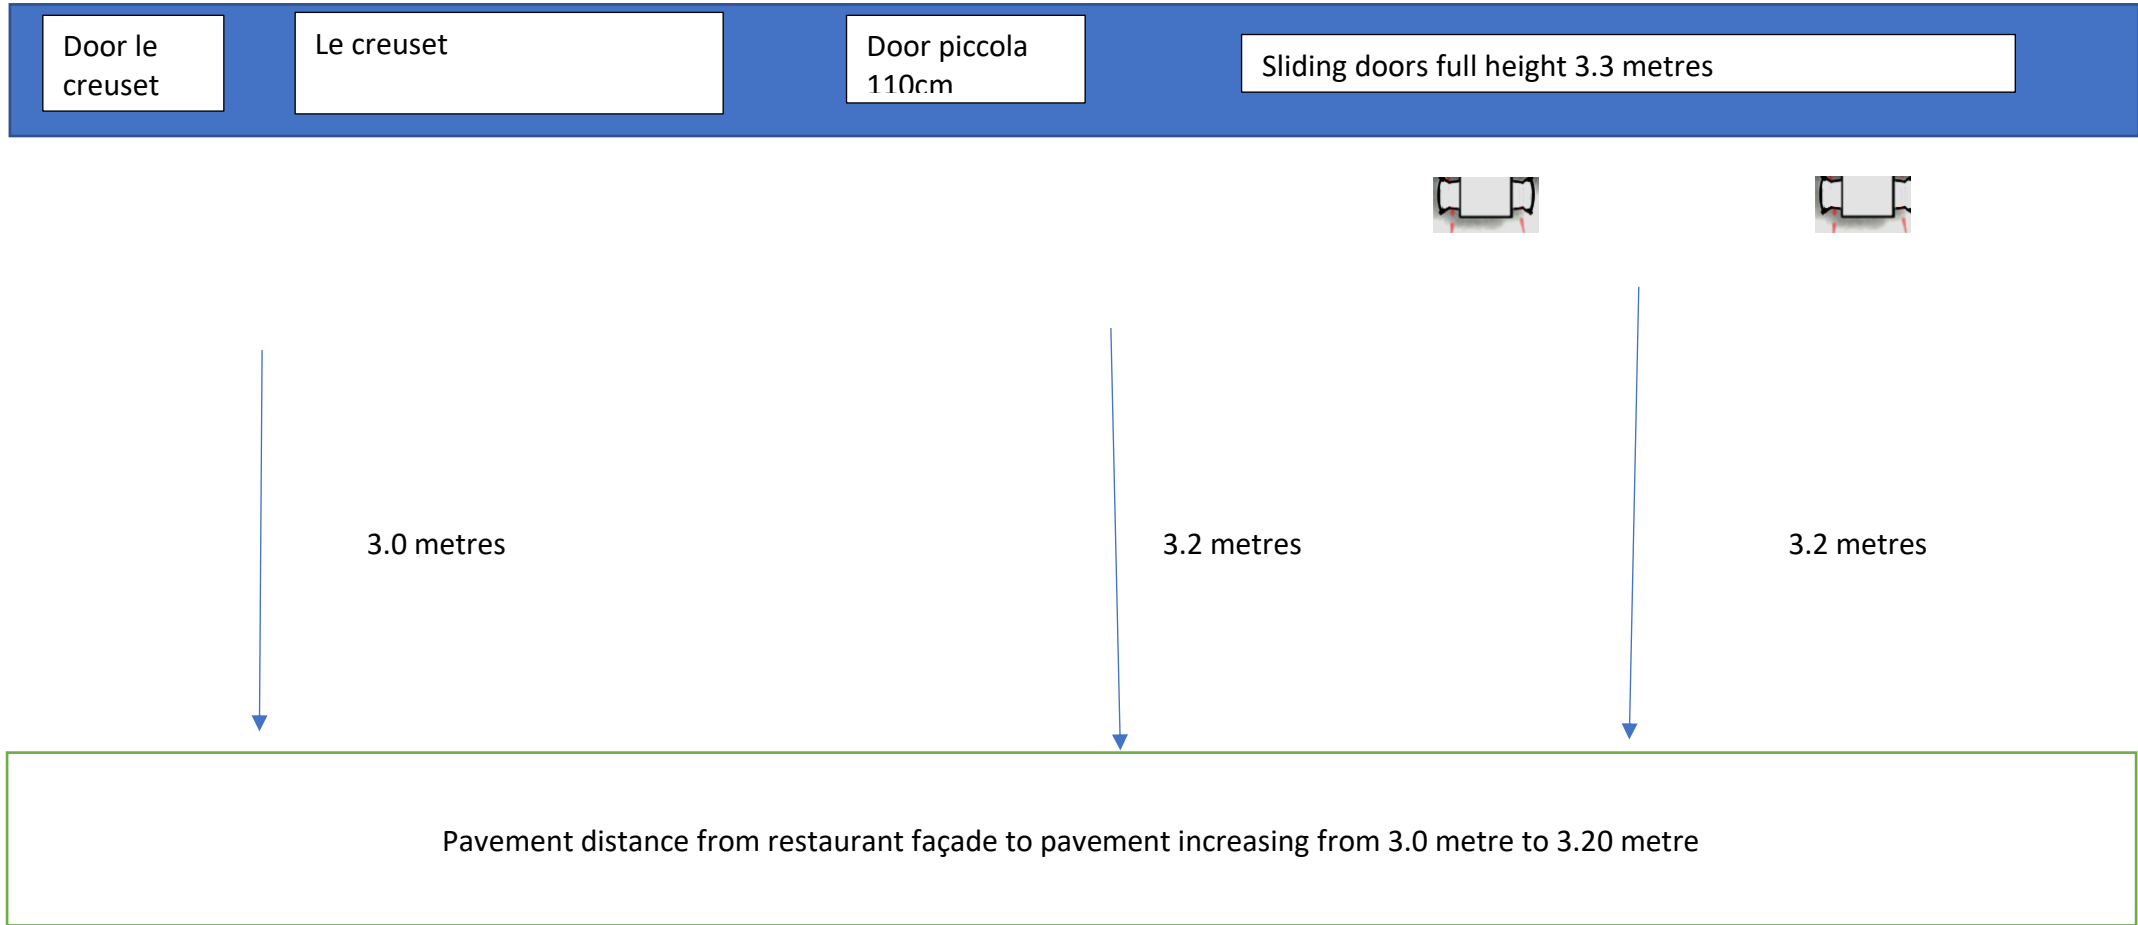 Door le
creuset
Le creuset
Door piccola
110cm
Sliding doors full height 3.3 metres
3.0 metres
3.2 metres
3.2 metres
Pavement distance from restaurant façade to pavement increasing from 3.0 metre to 3.20 metre